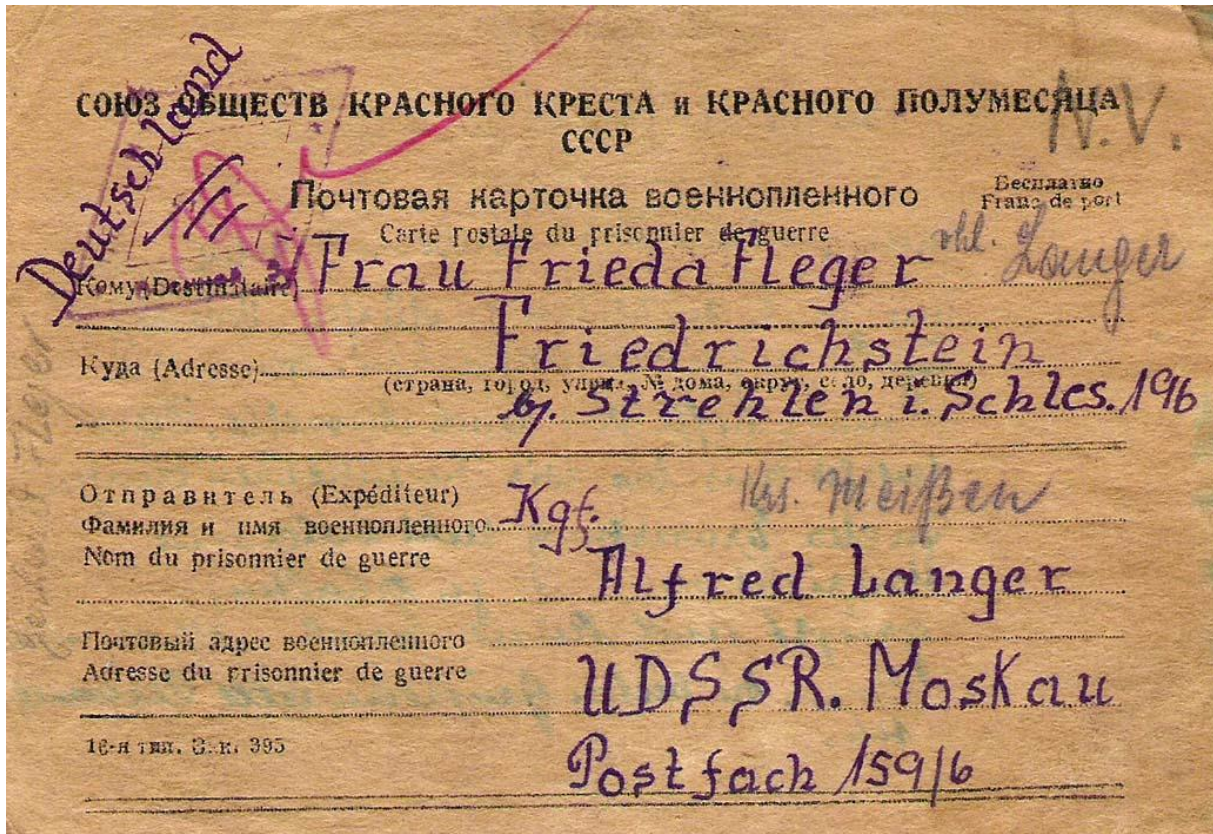 Deutschland
СОЮЗ ОБЩЕСТВ КРАСНОГО КРЕСТА и КРАСНОГО ПОЛУМЕСЯЦА
СССР
N.V.
Почтовая карточка военнопленного
Бесплатно
Franc de port
Carte postale du prisonnier de guerre
Кому (Destinataire) Frau Frieda Fleger
Langer
Friedrichstein
Куда (Adresse)
(страна, город, улица, № дома, округ, село, деревня)
b/. Strehlen i. Schles. 196
Отправитель (Expéditeur) Kgf.
Krs. Meißen
Фамилия и имя военнопленного
Nom du prisonnier de guerre
Alfred Langer
Почтовый адрес военнопленного
Adresse du prisonnier de guerre
UDSSR. Moskau
16-я тип. Зак. 395
Postfach 159/6
Fleger